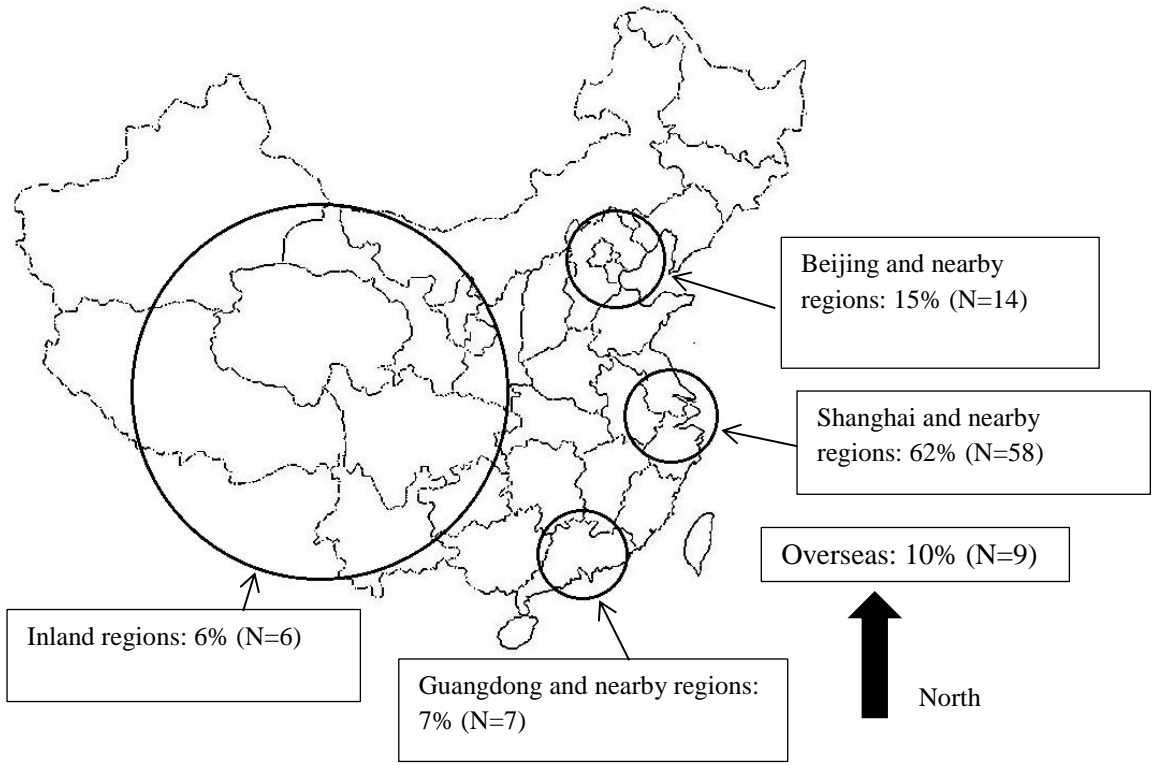 Beijing and nearby
regions: 15% (N=14)
Shanghai and nearby
regions: 62% (N=58)
Overseas: 10% (N=9)
Inland regions: 6% (N=6)
Guangdong and nearby regions:
7% (N=7)
North